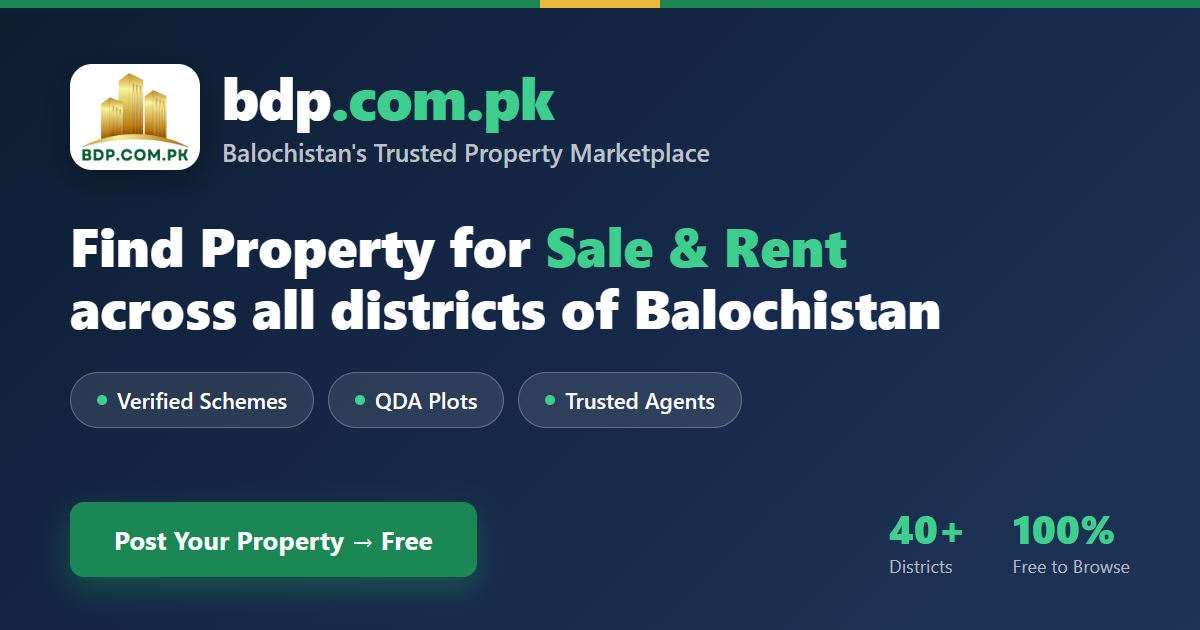 BDP.COM.PK
bdp.com.pk
Balochistan's Trusted Property Marketplace
Find Property for Sale & Rent
across all districts of Balochistan
Verified Schemes
QDA Plots
Trusted Agents
Post Your Property → Free
40+
Districts
100%
Free to Browse